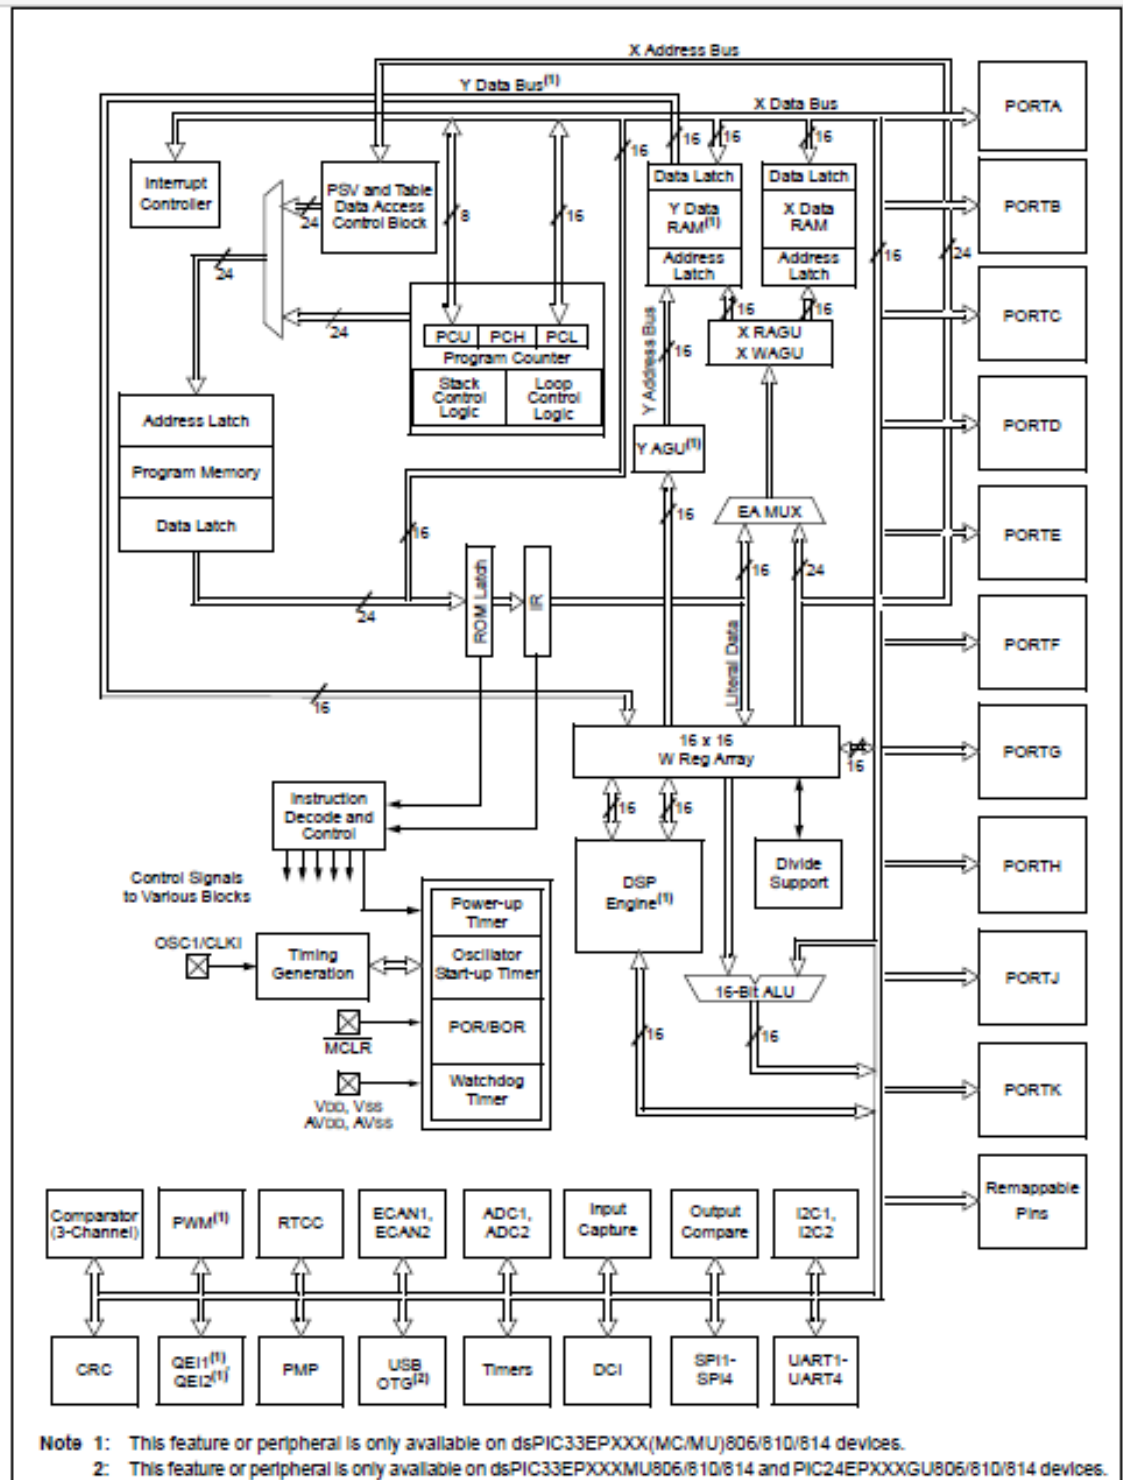 X Address Bus
Y Data Bus(1)
X Data Bus
PORTA
16
16
16
16
Interrupt
Controller
PSV and Table
Data Access
Control Block
24
8
16
Data Latch
Y Data
RAM(1)
Address
Latch
Data Latch
X Data
RAM
Address
Latch
PORTB
16
24
24
24
16
16
PORTC
PCU
PCH
PCL
Program Counter
Stack
Control
Logic
Loop
Control
Logic
Y Address Bus
16
X RAGU
X WAGU
Y AGU(1)
PORTD
Address Latch
Program Memory
Data Latch
16
16
EA MUX
PORTE
16
24
24
ROM Latch
IR
Literal Data
PORTF
16
16 x 16
W Reg Array
16
PORTG
Instruction
Decode and
Control
16
16
Control Signals
to Various Blocks
DSP
Engine(1)
Divide
Support
PORTH
Power-up
Timer
OSC1/CLKI
Timing
Generation
Oscillator
Start-up Timer
16-Bit ALU
PORTJ
MCLR
POR/BOR
16
16
VDD, VSS
AVDD, AVSS
Watchdog
Timer
PORTK
Remappable
Pins
Comparator
(3-Channel)
PWM(1)
RTCC
ECAN1,
ECAN2
ADC1,
ADC2
Input
Capture
Output
Compare
I2C1,
I2C2
CRC
QEI1(1),
QEI2(1)
PMP
USB
OTG(2)
Timers
DCI
SPI1-
SPI4
UART1-
UART4
Note 1: This feature or peripheral is only available on dsPIC33EPXXX(MC/MU)806/810/814 devices.
2: This feature or peripheral is only available on dsPIC33EPXXXMU806/810/814 and PIC24EPXXXGU806/810/814 devices.